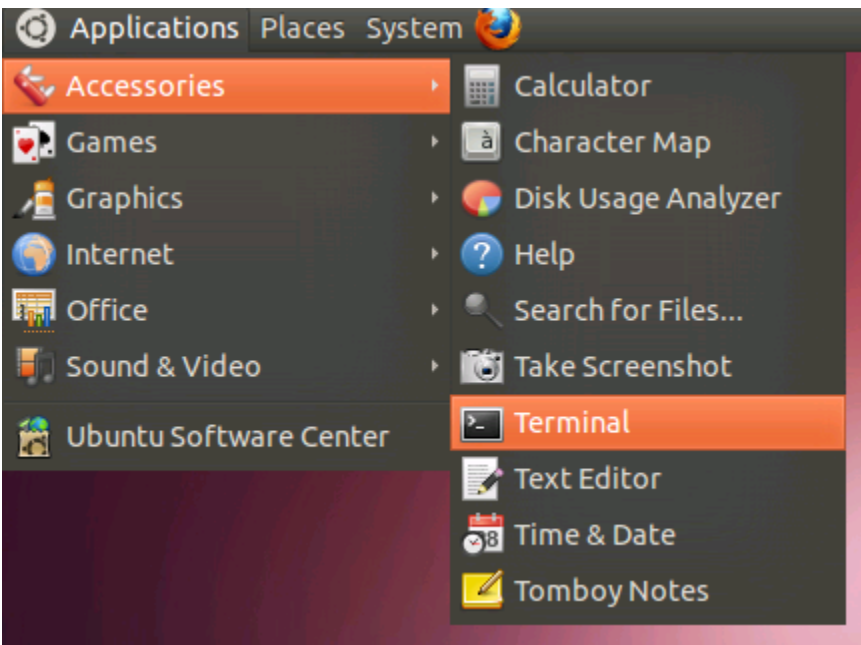 Applications Places System
Accessories
Games
Graphics
Internet
Office
Sound & Video
Ubuntu Software Center
Calculator
à Character Map
Disk Usage Analyzer
? Help
Search for Files...
Take Screenshot
>_ Terminal
Text Editor
Time & Date
Tomboy Notes